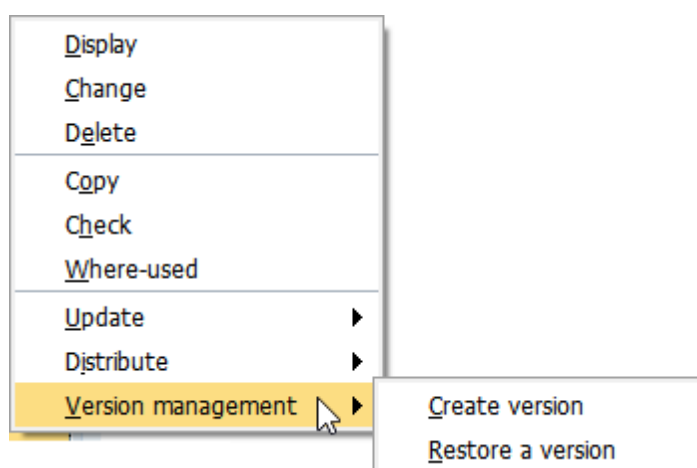 Display
Change
Delete
Copy
Check
Where-used
Update
Distribute
Version management
Create version
Restore a version